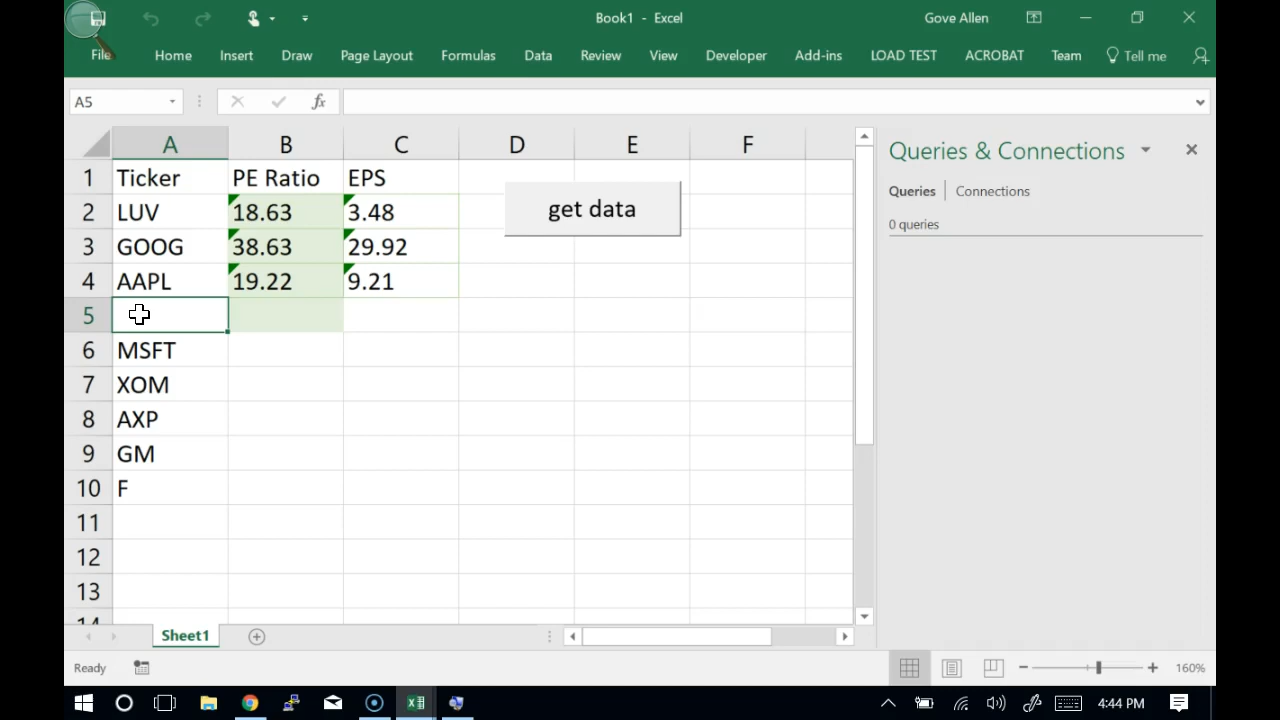 Book1 - Excel
Gove Allen
File Home Insert Draw Page Layout Formulas Data Review View Developer Add-ins LOAD TEST ACROBAT Team Tell me
A5 fx
A B C D E F
1 Ticker PE Ratio EPS
get data
2 LUV 18.63 3.48
3 GOOG 38.63 29.92
4 AAPL 19.22 9.21
5
6 MSFT
7 XOM
8 AXP
9 GM
10 F
11
12
13
14
Queries & Connections
Queries Connections
0 queries
Sheet1
Ready
160%
4:44 PM